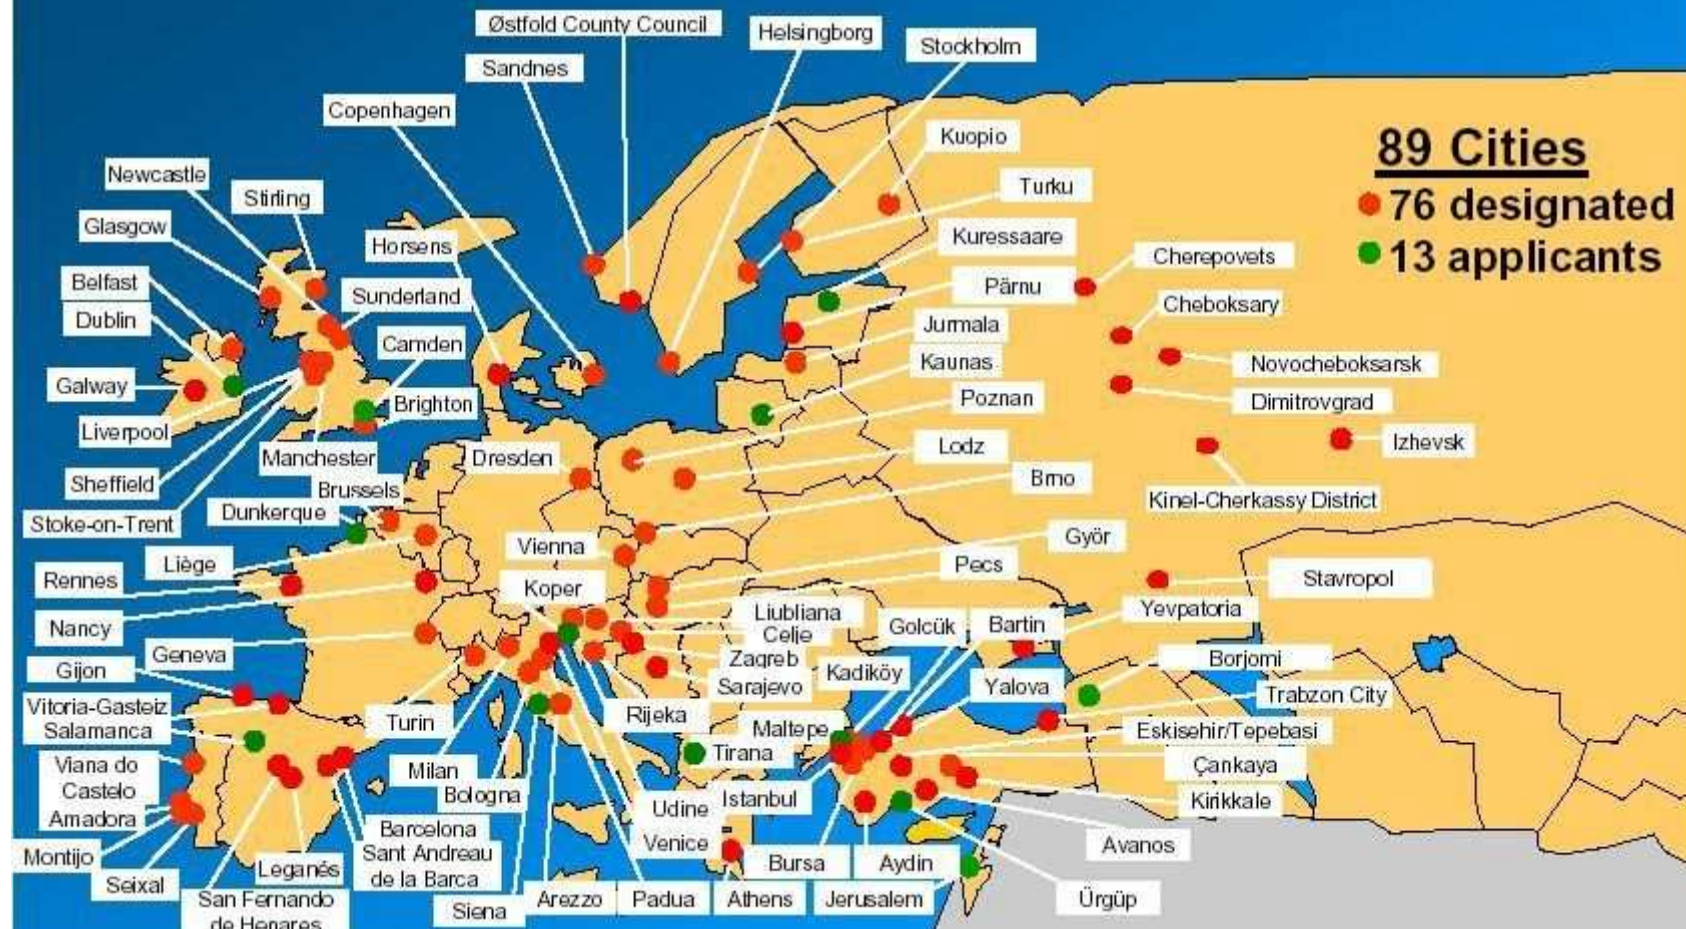 Østfold County Council
Helsingborg
Stockholm
Sandnes
Copenhagen
Kuopio
89 Cities
76 designated
13 applicants
Newcastle
Stirling
Turku
Glasgow
Horsens
Kuressaare
Cherepovets
Belfast
Sunderland
Pärnu
Cheboksary
Dublin
Camden
Jurmala
Kaunas
Novocheboksarsk
Galway
Brighton
Poznan
Dimitrovgrad
Liverpool
Manchester
Dresden
Lodz
Izhevsk
Sheffield
Brussels
Brno
Kinel-Cherkassy District
Stoke-on-Trent
Dunkerque
Vienna
Györ
Liège
Rennes
Koper
Pecs
Stavropol
Nancy
Liubliana
Celje
Golcük
Bartin
Yevpatoria
Geneva
Zagreb
Borjomi
Gijon
Sarajevo
Kadiköy
Yalova
Trabzon City
Vitoria-Gasteiz
Salamanca
Turin
Rijeka
Maltepe
Eskisehir/Tepebasi
Viana do
Castelo
Tirana
Çankaya
Milan
Bologna
Udine
Istanbul
Kirikkale
Amadora
Barcelona
Sant Andreau
de la Barca
Venice
Avanos
Montijo
Leganés
Bursa
Aydin
Seixal
San Fernando
de Henares
Siena
Arezzo
Padua
Athens
Jerusalem
Ürgüp